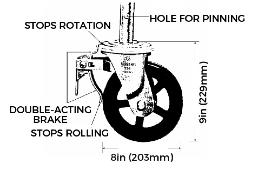 HOLE FOR PINNING
STOPS ROTATION
DOUBLE-ACTING
BRAKE
STOPS ROLLING
9in (229mm)
8in (203mm)